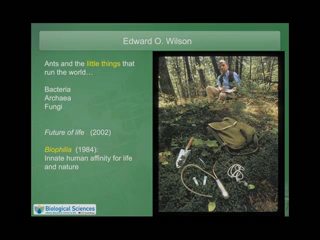 Edward O. Wilson
Ants and the little things that
run the world…
Bacteria
Archaea
Fungi
Future of life (2002)
Biophilia (1984):
Innate human affinity for life
and nature
Biological Sciences